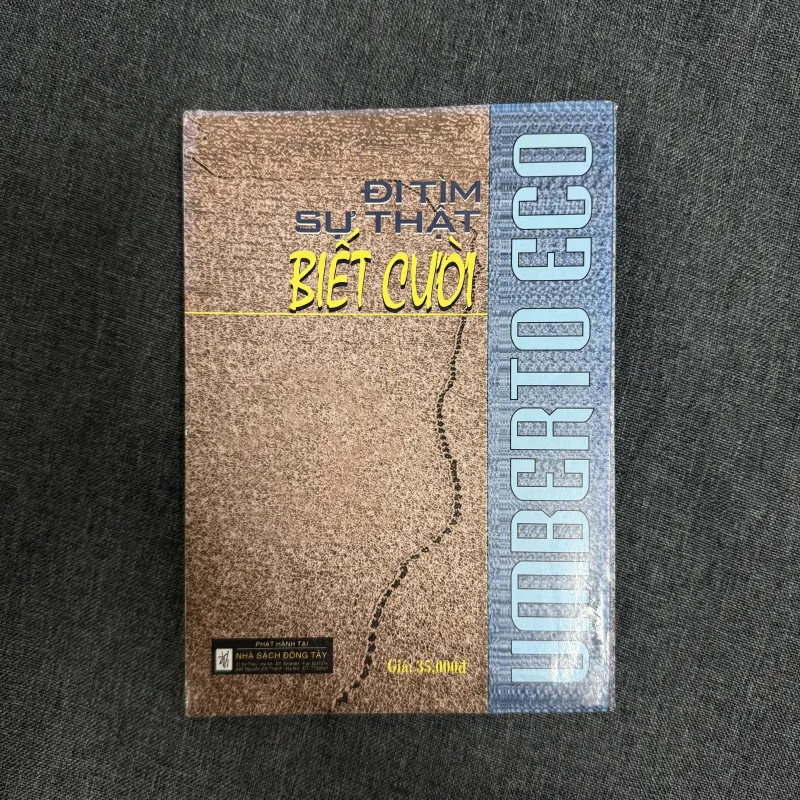 ĐI TÌM
SỰ THẬT
BIẾT CƯỜI
UMBERTO ECO
PHÁT HÀNH TẠI
NHÀ SÁCH ĐÔNG TÂY
Giá: 35.000đ